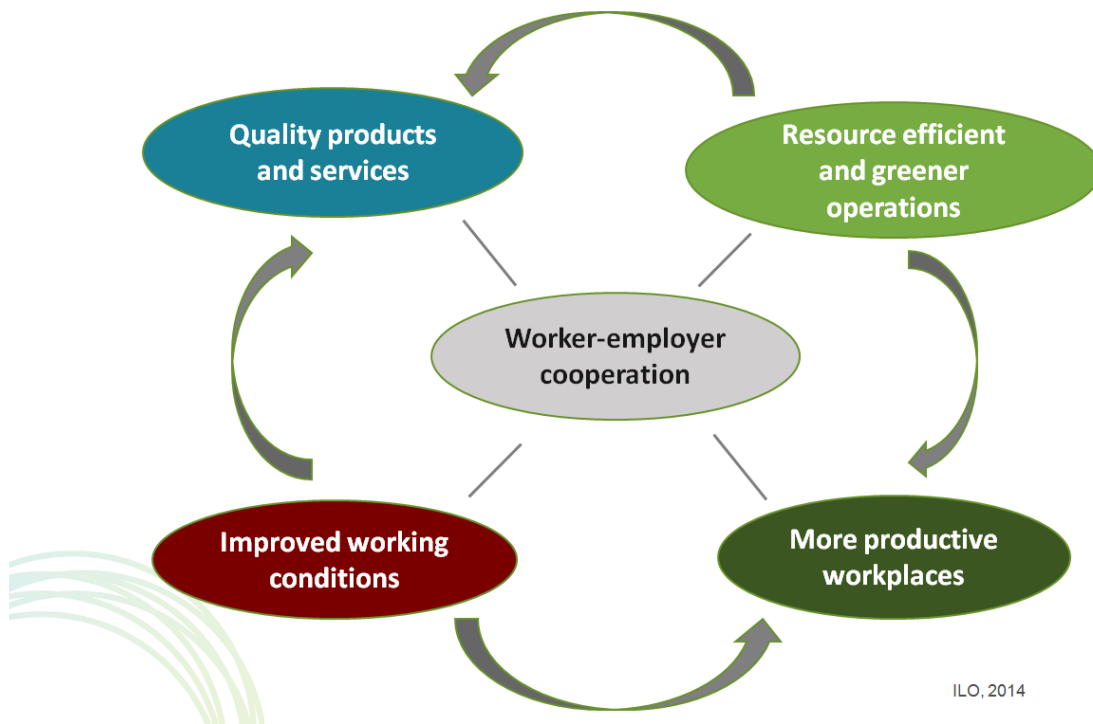 Quality products
and services
Resource efficient
and greener
operations
Worker-employer
cooperation
Improved working
conditions
More productive
workplaces
ILO, 2014